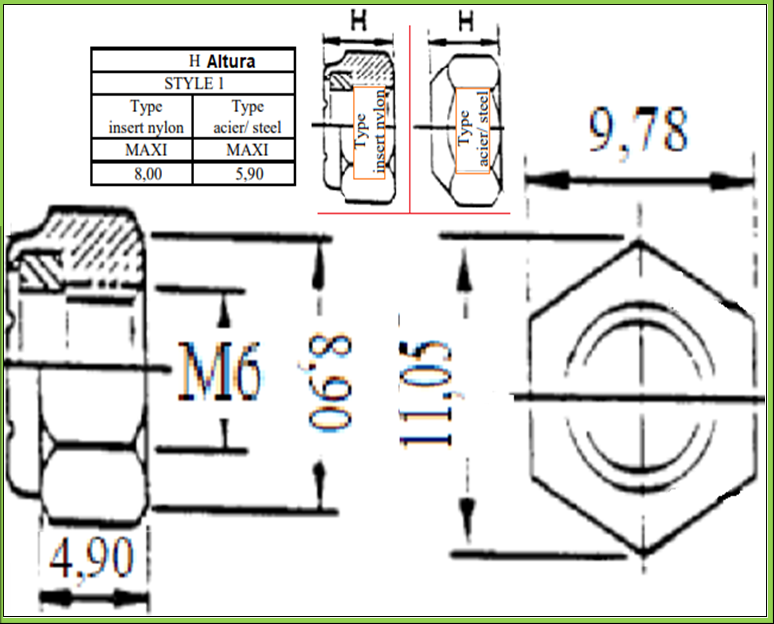 H Altura
STYLE 1
Type insert nylon
Type acier/ steel
MAXI MAXI
8,00 5,90
H
H
Type
insert nylon
Type
acier/ steel
9,78
M6
8,90
11,05
4,90